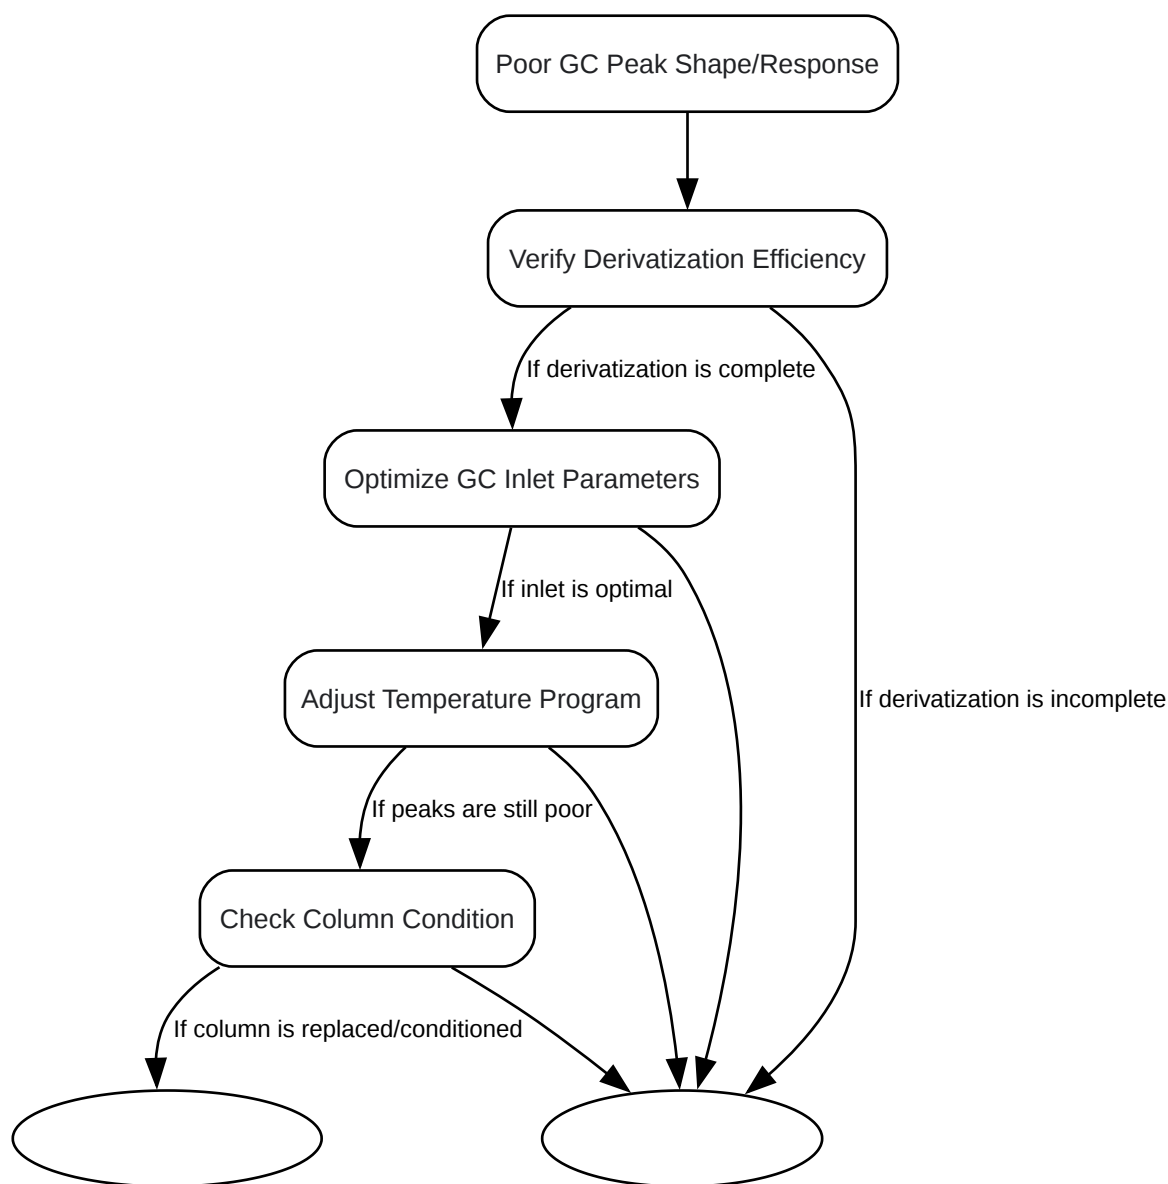 Poor GC Peak Shape/Response
Verify Derivatization Efficiency
If derivatization is complete
Optimize GC Inlet Parameters
If inlet is optimal
Adjust Temperature Program
If derivatization is incomplete
If peaks are still poor
Check Column Condition
If column is replaced/conditioned